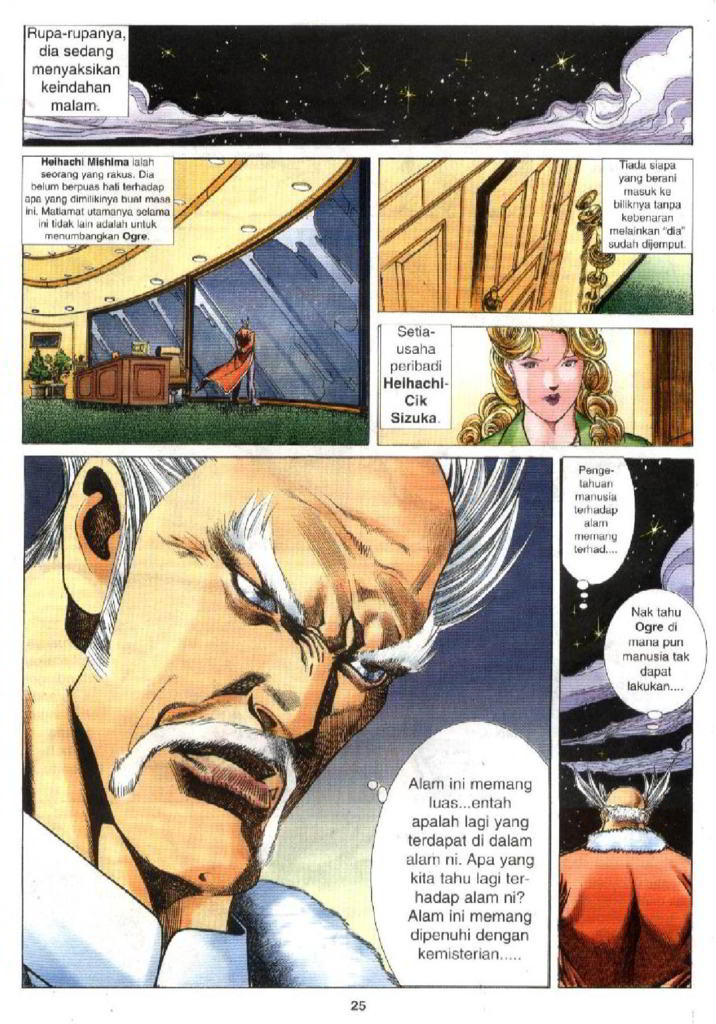 Rupa-rupanya,
dia sedang
menyaksikan
keindahan
malam.
Heihachi Mishima ialah
seorang yang rakus. Dia
belum berpuas hati terhadap
apa yang dimilikinya buat masa
ini. Matlamat utamanya selama
ini tidak lain adalah untuk
menumbangkan Ogre.
Tiada siapa
yang berani
masuk ke
biliknya tanpa
kebenaran
melainkan "dia"
sudah dijemput.
Setia-
usaha
peribadi
Heihachi-
Cik
Sizuka.
Alam ini memang
luas...entah
apalah lagi yang
terdapat di dalam
alam ni. Apa yang
kita tahu lagi ter-
hadap alam ni?
Alam ini memang
dipenuhi dengan
kemisterian.....
Penge-
tahuan
manusia
terhadap
alam
memang
terhad....
Nak tahu
Ogre di
mana pun
manusia tak
dapat
lakukan....
25